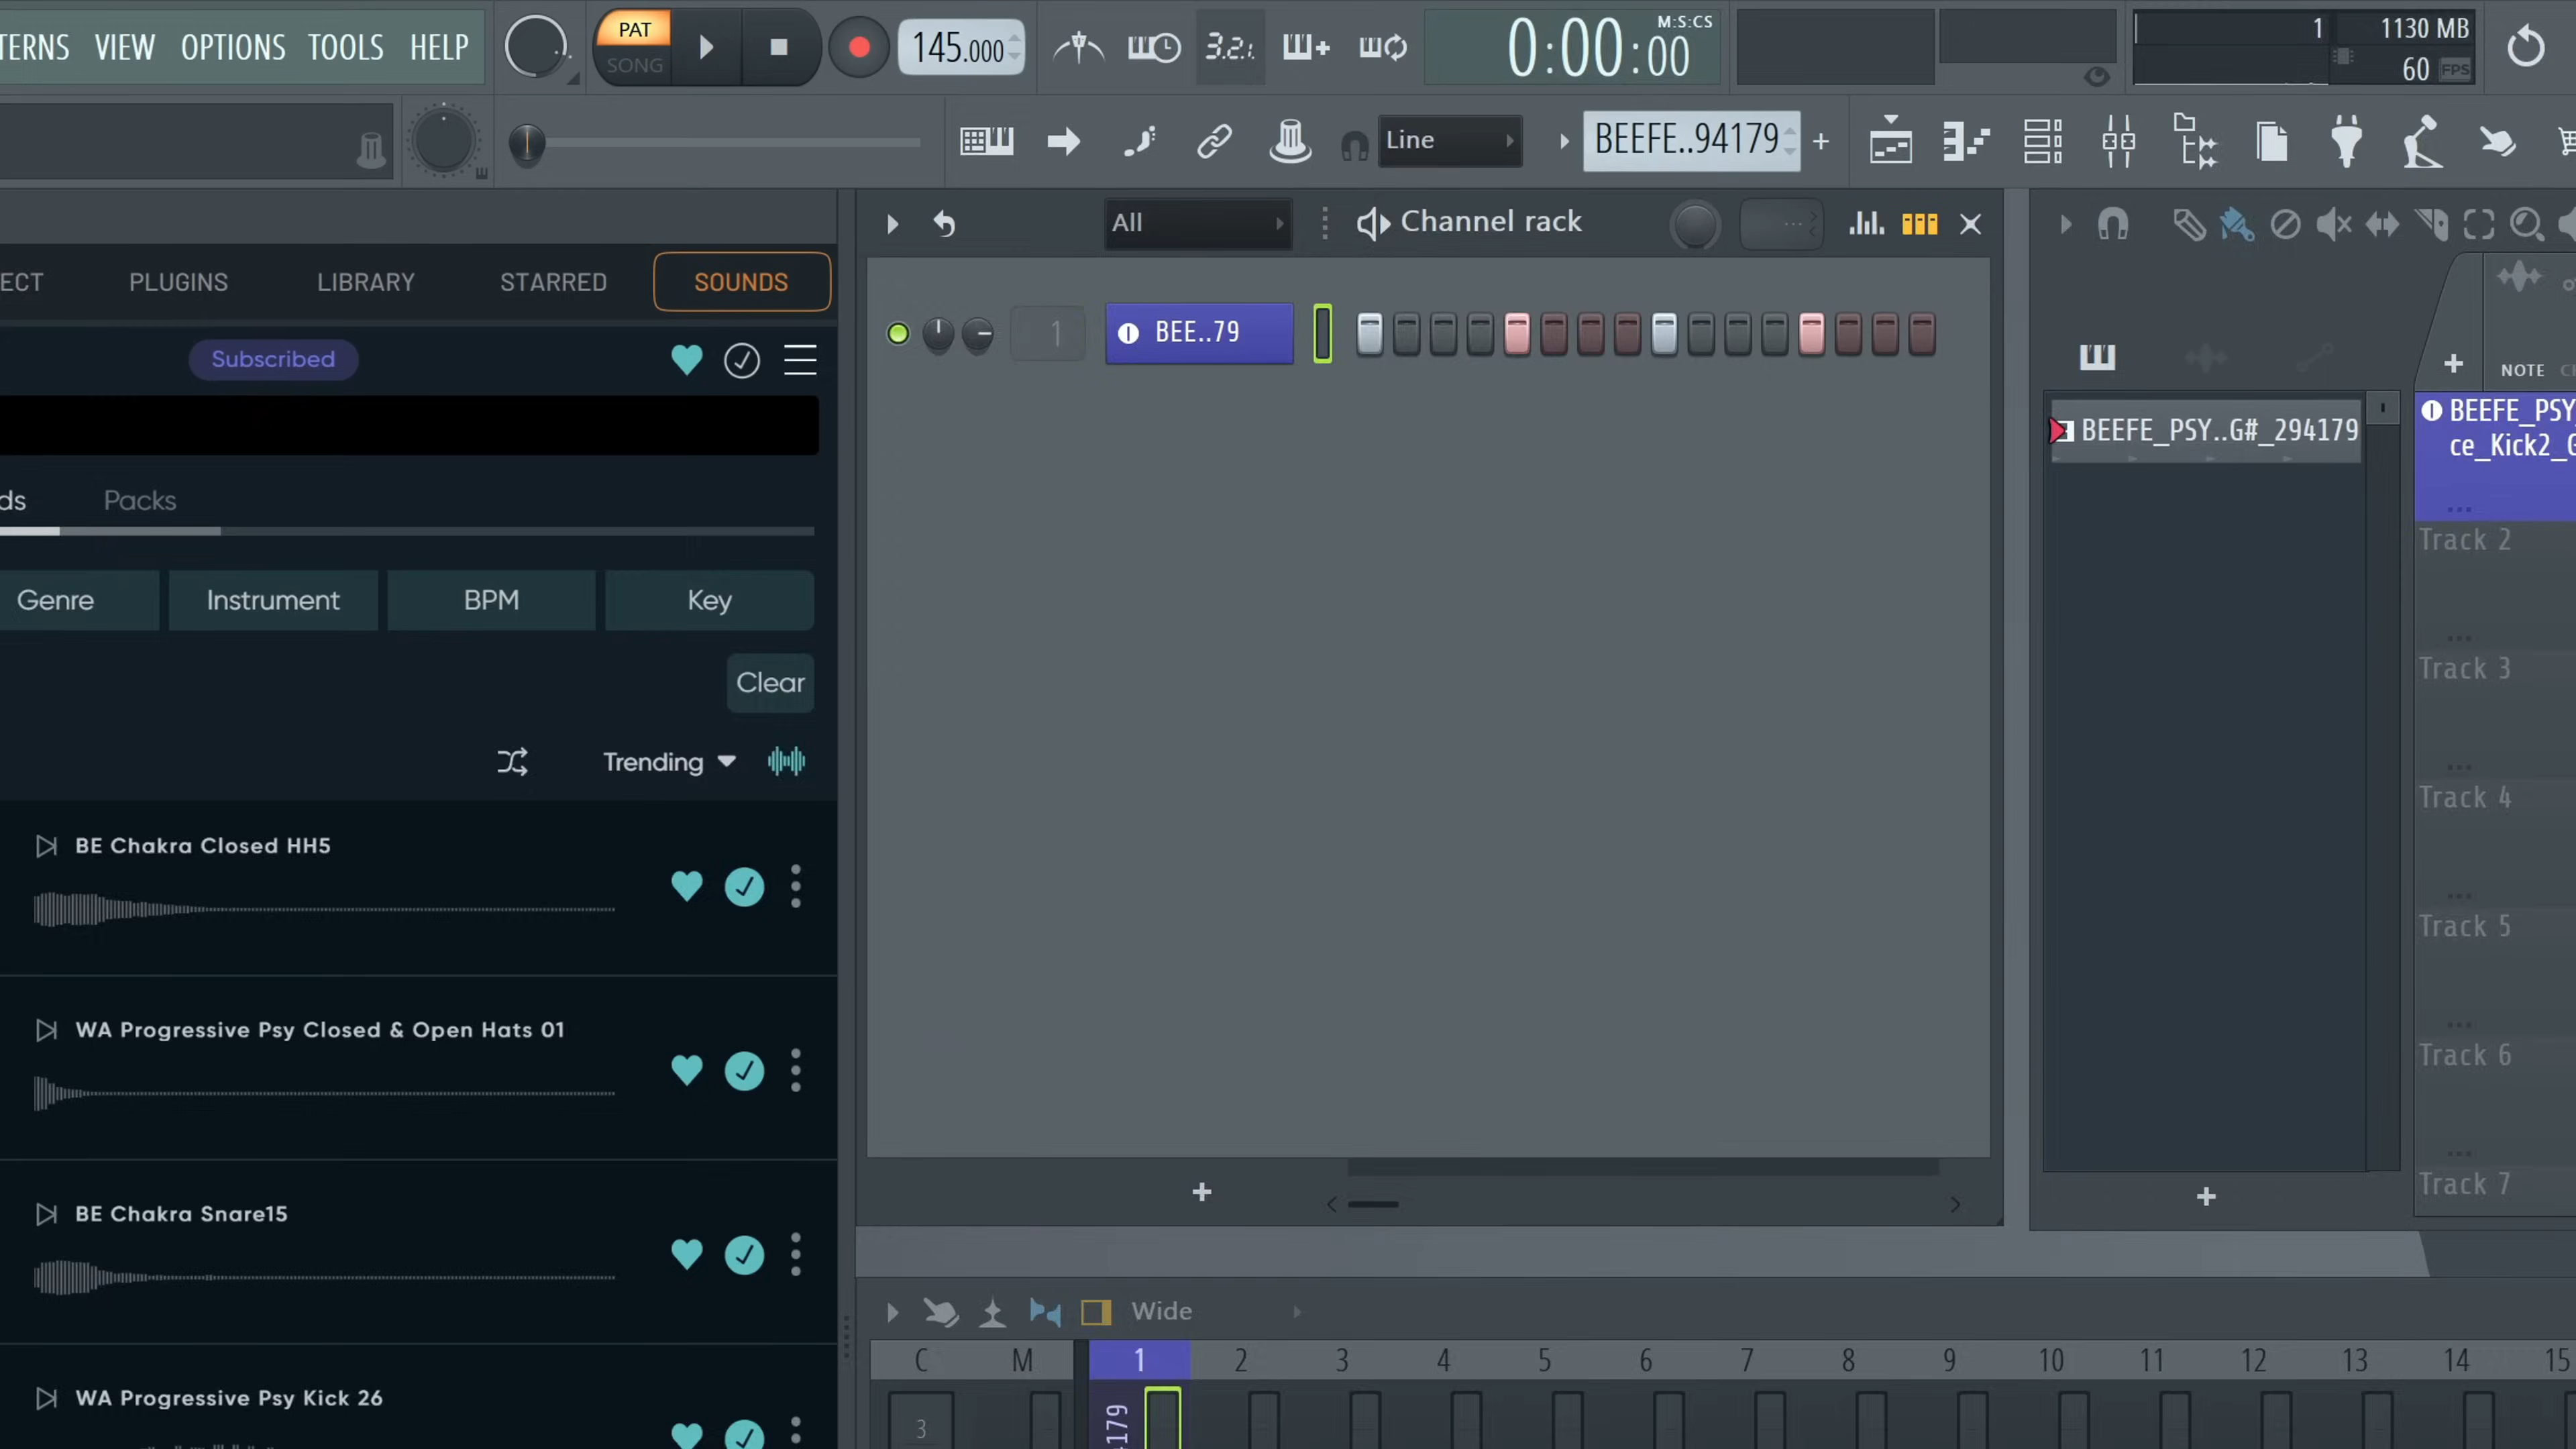 TERNS VIEW OPTIONS TOOLS HELP
PAT
SONG
145.000
3.2.1
0:00:00
M:S:CS
1
1130 MB
60 FPS
Line
BEEFE..94179
All
Channel rack
ECT PLUGINS LIBRARY STARRED SOUNDS
Subscribed
1
BEE..79
NOTE
BEEFE_PSY..G#_294179
BEEFE_PSY
ce_Kick2_G
ds Packs
Track 2
Genre Instrument BPM Key
Track 3
Clear
Trending
Track 4
BE Chakra Closed HH5
Track 5
WA Progressive Psy Closed & Open Hats 01
Track 6
BE Chakra Snare15
Track 7
Wide
C M 1 2 3 4 5 6 7 8 9 10 11 12 13 14 15
WA Progressive Psy Kick 26
3
179